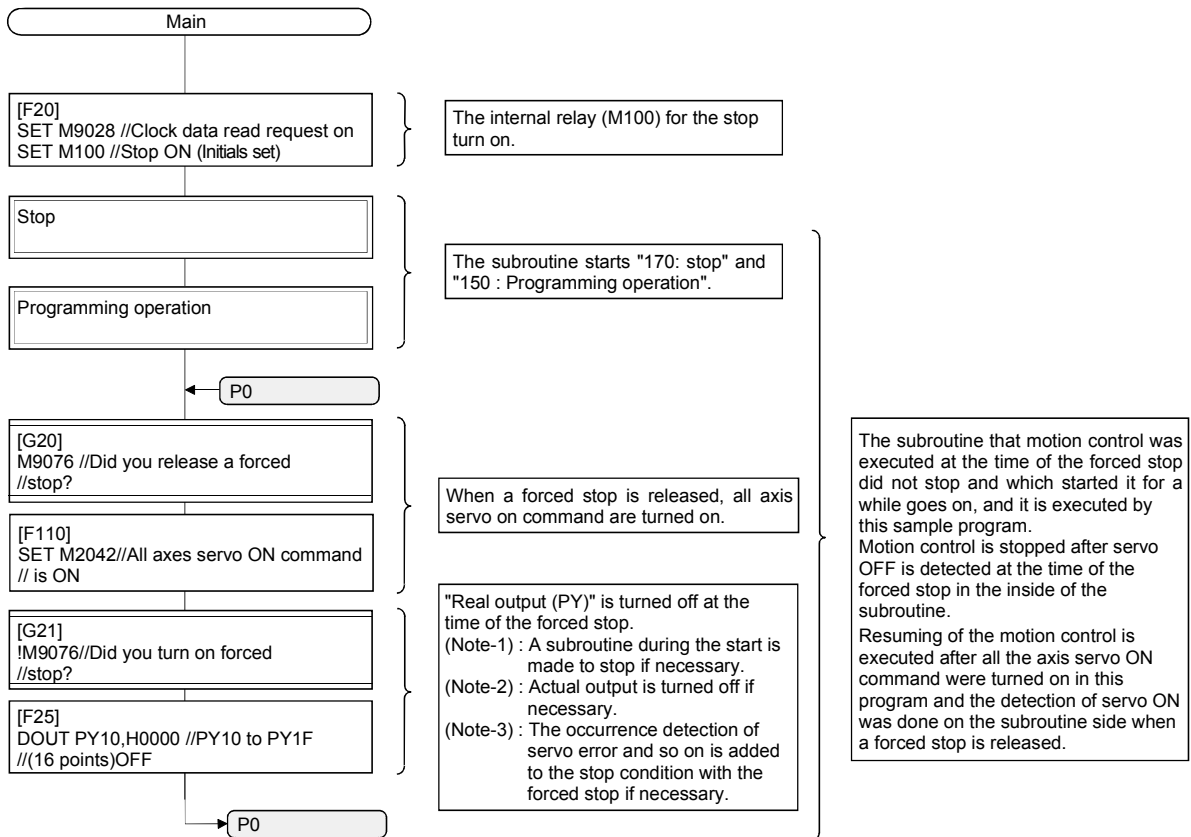 Main
[F20]
SET M9028 //Clock data read request on
SET M100 //Stop ON (Initials set)
The internal relay (M100) for the stop
turn on.
Stop
Programming operation
The subroutine starts "170: stop" and
"150 : Programming operation".
P0
[G20]
M9076 //Did you release a forced
//stop?
[F110]
SET M2042//All axes servo ON command
// is ON
When a forced stop is released, all axis
servo on command are turned on.
[G21]
!M9076//Did you turn on forced
//stop?
[F25]
DOUT PY10,H0000 //PY10 to PY1F
//(16 points)OFF
"Real output (PY)" is turned off at the
time of the forced stop.
(Note-1) : A subroutine during the start is
made to stop if necessary.
(Note-2) : Actual output is turned off if
necessary.
(Note-3) : The occurrence detection of
servo error and so on is added
to the stop condition with the
forced stop if necessary.
P0
The subroutine that motion control was
executed at the time of the forced stop
did not stop and which started it for a
while goes on, and it is executed by
this sample program.
Motion control is stopped after servo
OFF is detected at the time of the
forced stop in the inside of the
subroutine.
Resuming of the motion control is
executed after all the axis servo ON
command were turned on in this
program and the detection of servo ON
was done on the subroutine side when
a forced stop is released.